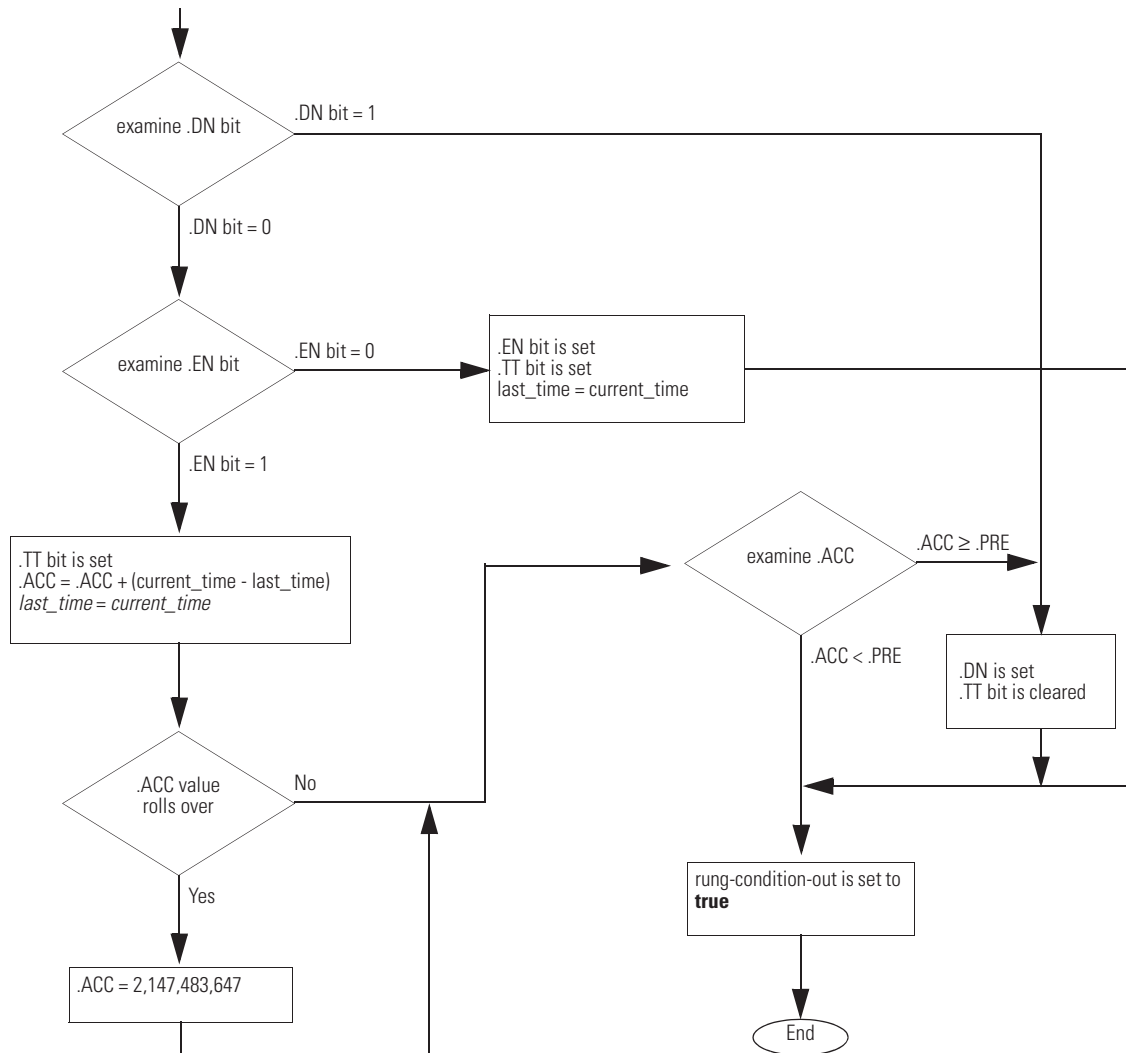 examine .DN bit
.DN bit = 1
.DN bit = 0
examine .EN bit
.EN bit = 0
.EN bit is set
.TT bit is set
last_time = current_time
.EN bit = 1
.TT bit is set
.ACC = .ACC + (current_time - last_time)
last_time = current_time
examine .ACC
.ACC ≥ .PRE
.ACC < .PRE
.DN is set
.TT bit is cleared
.ACC value
rolls over
No
Yes
rung-condition-out is set to
true
.ACC = 2,147,483,647
End